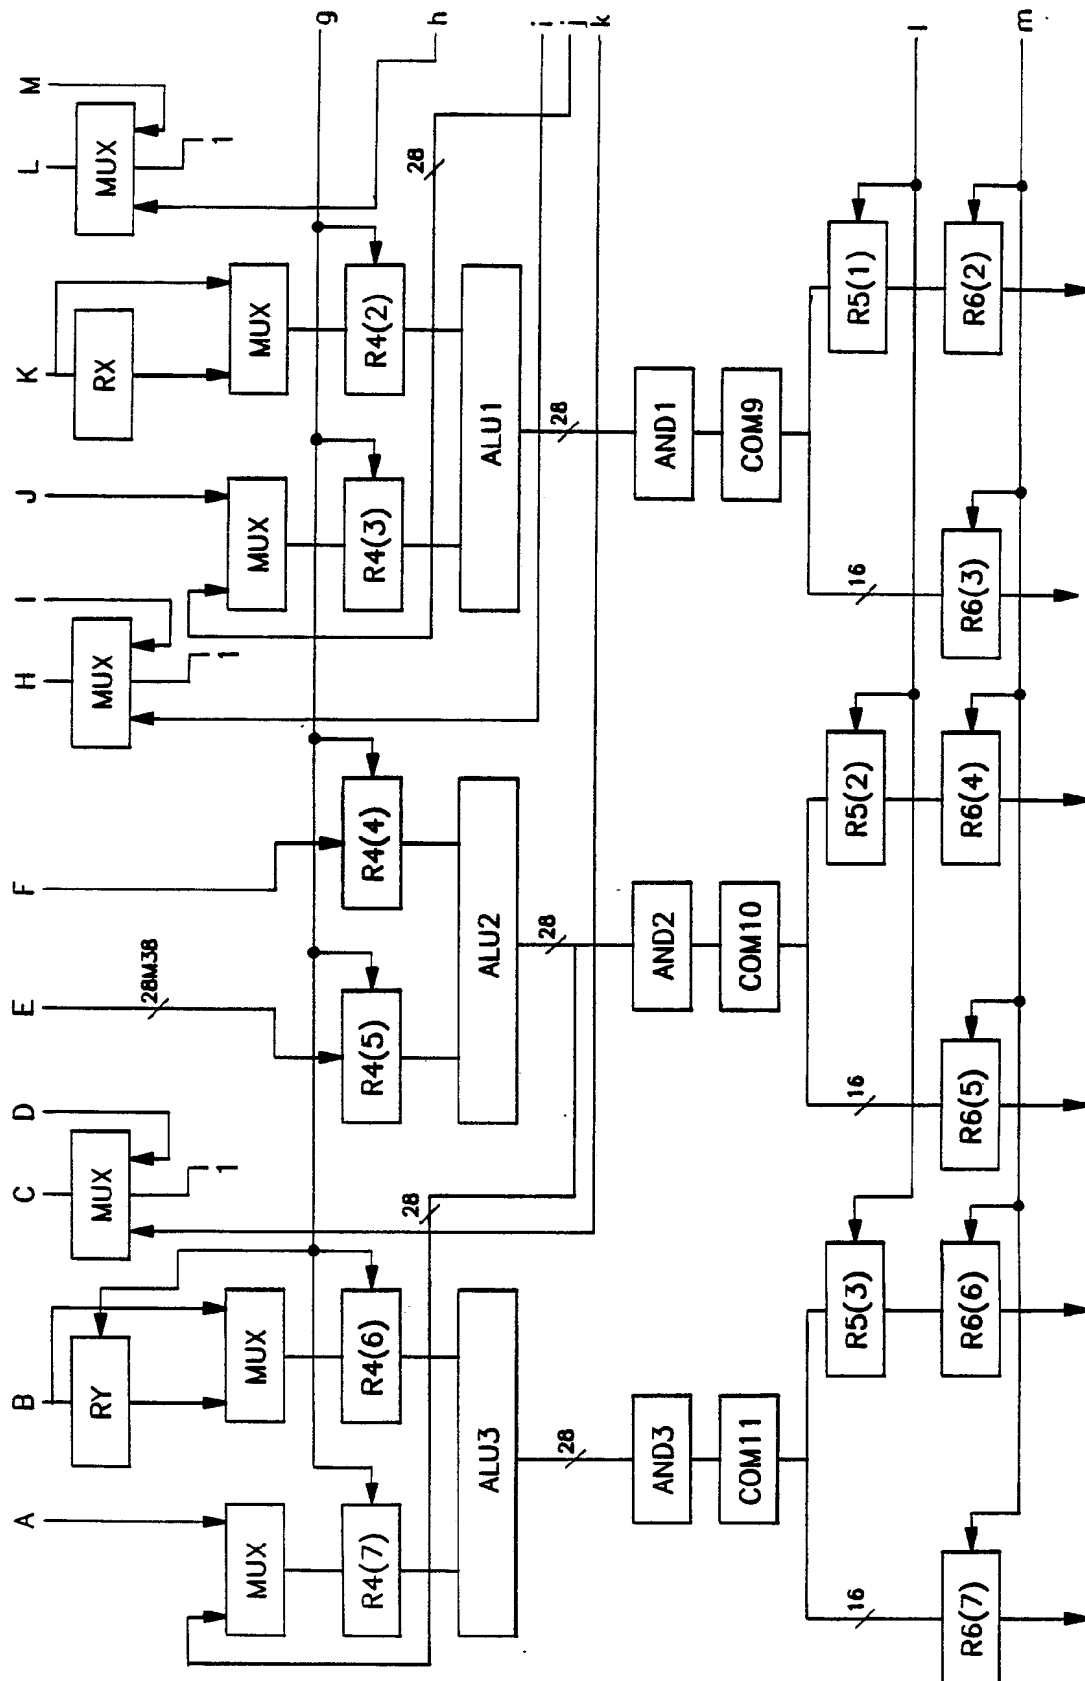 A B C D E F H I J K L M
RY MUX MUX RX MUX
28M38
1 1 1
MUX MUX MUX MUX
g
R4(7) R4(6) R4(5) R4(4) R4(3) R4(2)
28 28
h
ALU3 ALU2 ALU1
i
28 28 28
j
k
AND3 AND2 AND1
COM11 COM10 COM9
16 R5(3) 16 R5(2) 16 R5(1)
l
R6(7) R6(6) R6(5) R6(4) R6(3) R6(2)
m